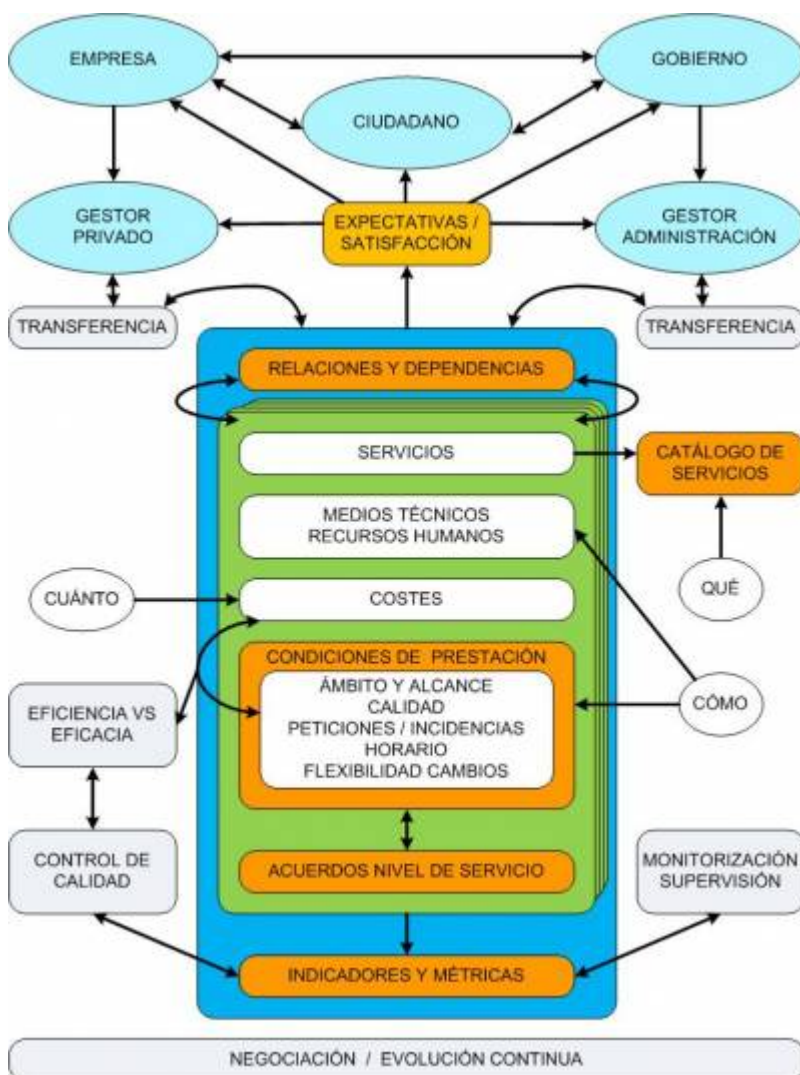 EMPRESA
GOBIERNO
CIUDADANO
GESTOR
PRIVADO
EXPECTATIVAS /
SATISFACCIÓN
GESTOR
ADMINISTRACIÓN
TRANSFERENCIA
TRANSFERENCIA
RELACIONES Y DEPENDENCIAS
SERVICIOS
CATÁLOGO DE
SERVICIOS
MEDIOS TÉCNICOS
RECURSOS HUMANOS
CUÁNTO
COSTES
QUÉ
CONDICIONES DE PRESTACIÓN
ÁMBITO Y ALCANCE
CALIDAD
PETICIONES / INCIDENCIAS
HORARIO
FLEXIBILIDAD CAMBIOS
EFICIENCIA VS
EFICACIA
CÓMO
CONTROL DE
CALIDAD
ACUERDOS NIVEL DE SERVICIO
MONITORIZACIÓN
SUPERVISIÓN
INDICADORES Y MÉTRICAS
NEGOCIACIÓN / EVOLUCIÓN CONTINUA